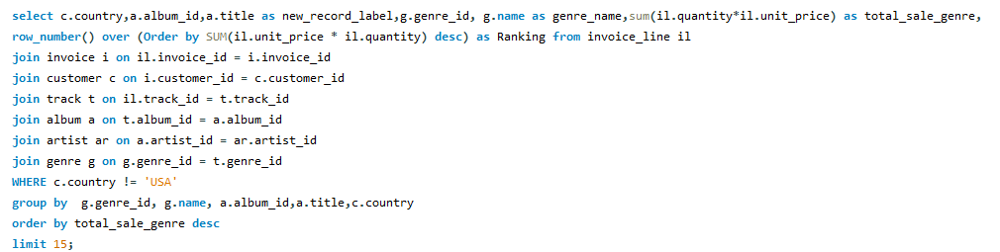 select c.country,a.album_id,a.title as new_record_label,g.genre_id, g.name as genre_name,sum(il.quantity*il.unit_price) as total_sale_genre,
row_number() over (Order by SUM(il.unit_price * il.quantity) desc) as Ranking from invoice_line il
join invoice i on il.invoice_id = i.invoice_id
join customer c on i.customer_id = c.customer_id
join track t on il.track_id = t.track_id
join album a on t.album_id = a.album_id
join artist ar on a.artist_id = ar.artist_id
join genre g on g.genre_id = t.genre_id
WHERE c.country != 'USA'
group by  g.genre_id, g.name, a.album_id,a.title,c.country
order by total_sale_genre desc
limit 15;